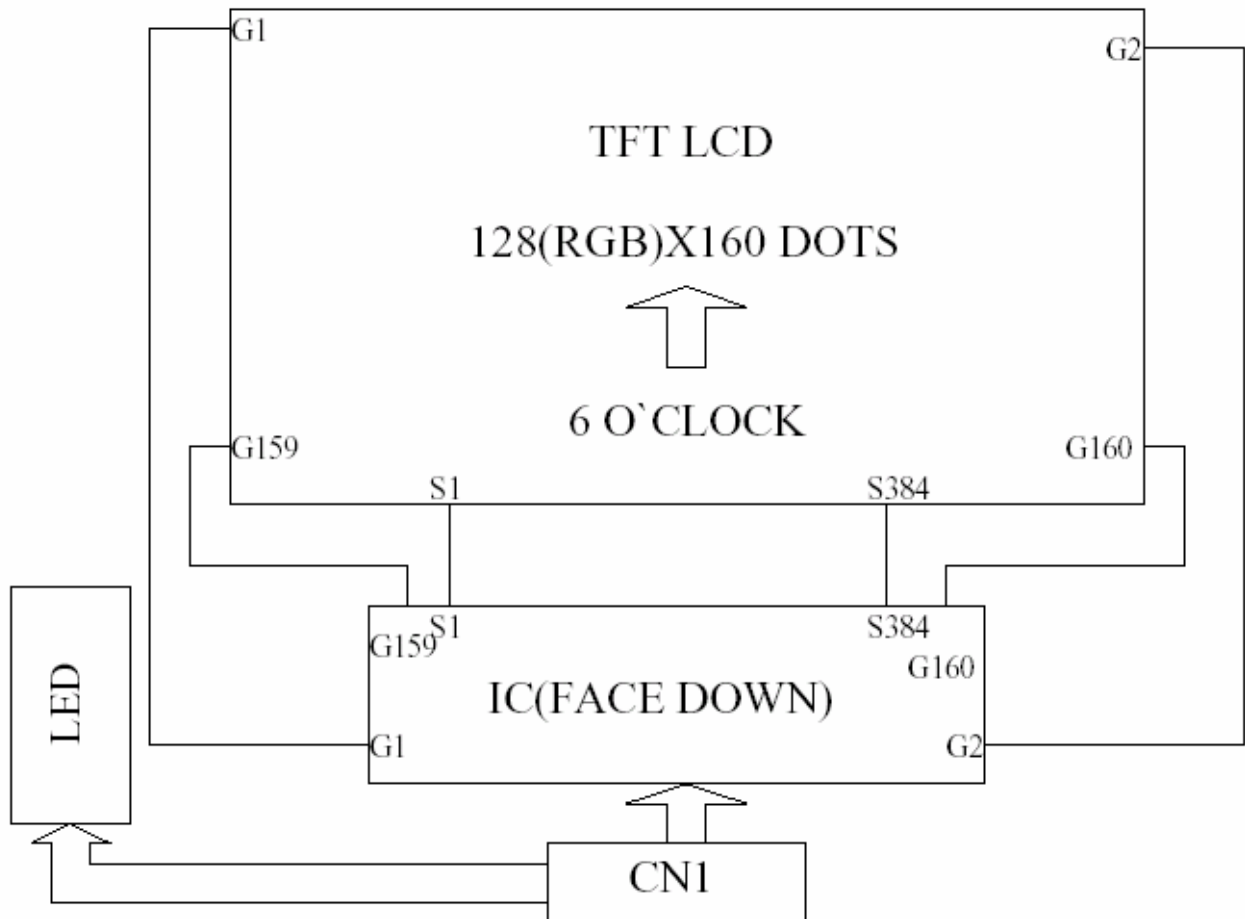 G1
G2
TFT LCD
128(RGB)X160 DOTS
6 O`CLOCK
G159
G160
S1
S384
S1
S384
G159
G160
IC(FACE DOWN)
LED
G1
G2
CN1